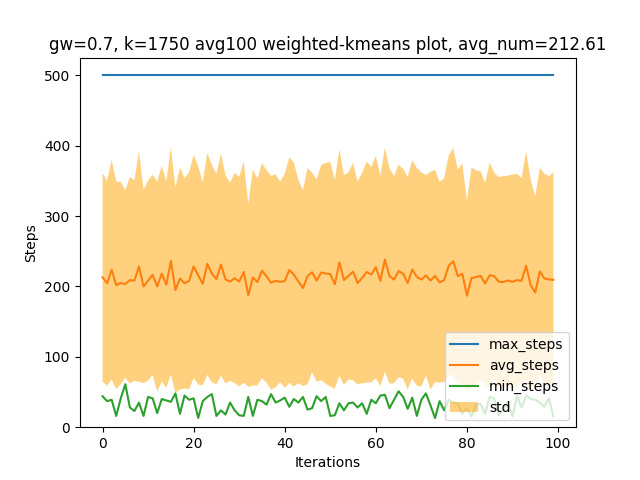 gw=0.7, k=1750 avg100 weighted-kmeans plot, avg_num=212.61
500
400
300
200
100
0
Steps
max_steps
avg_steps
min_steps
std
0
20
40
60
80
100
Iterations